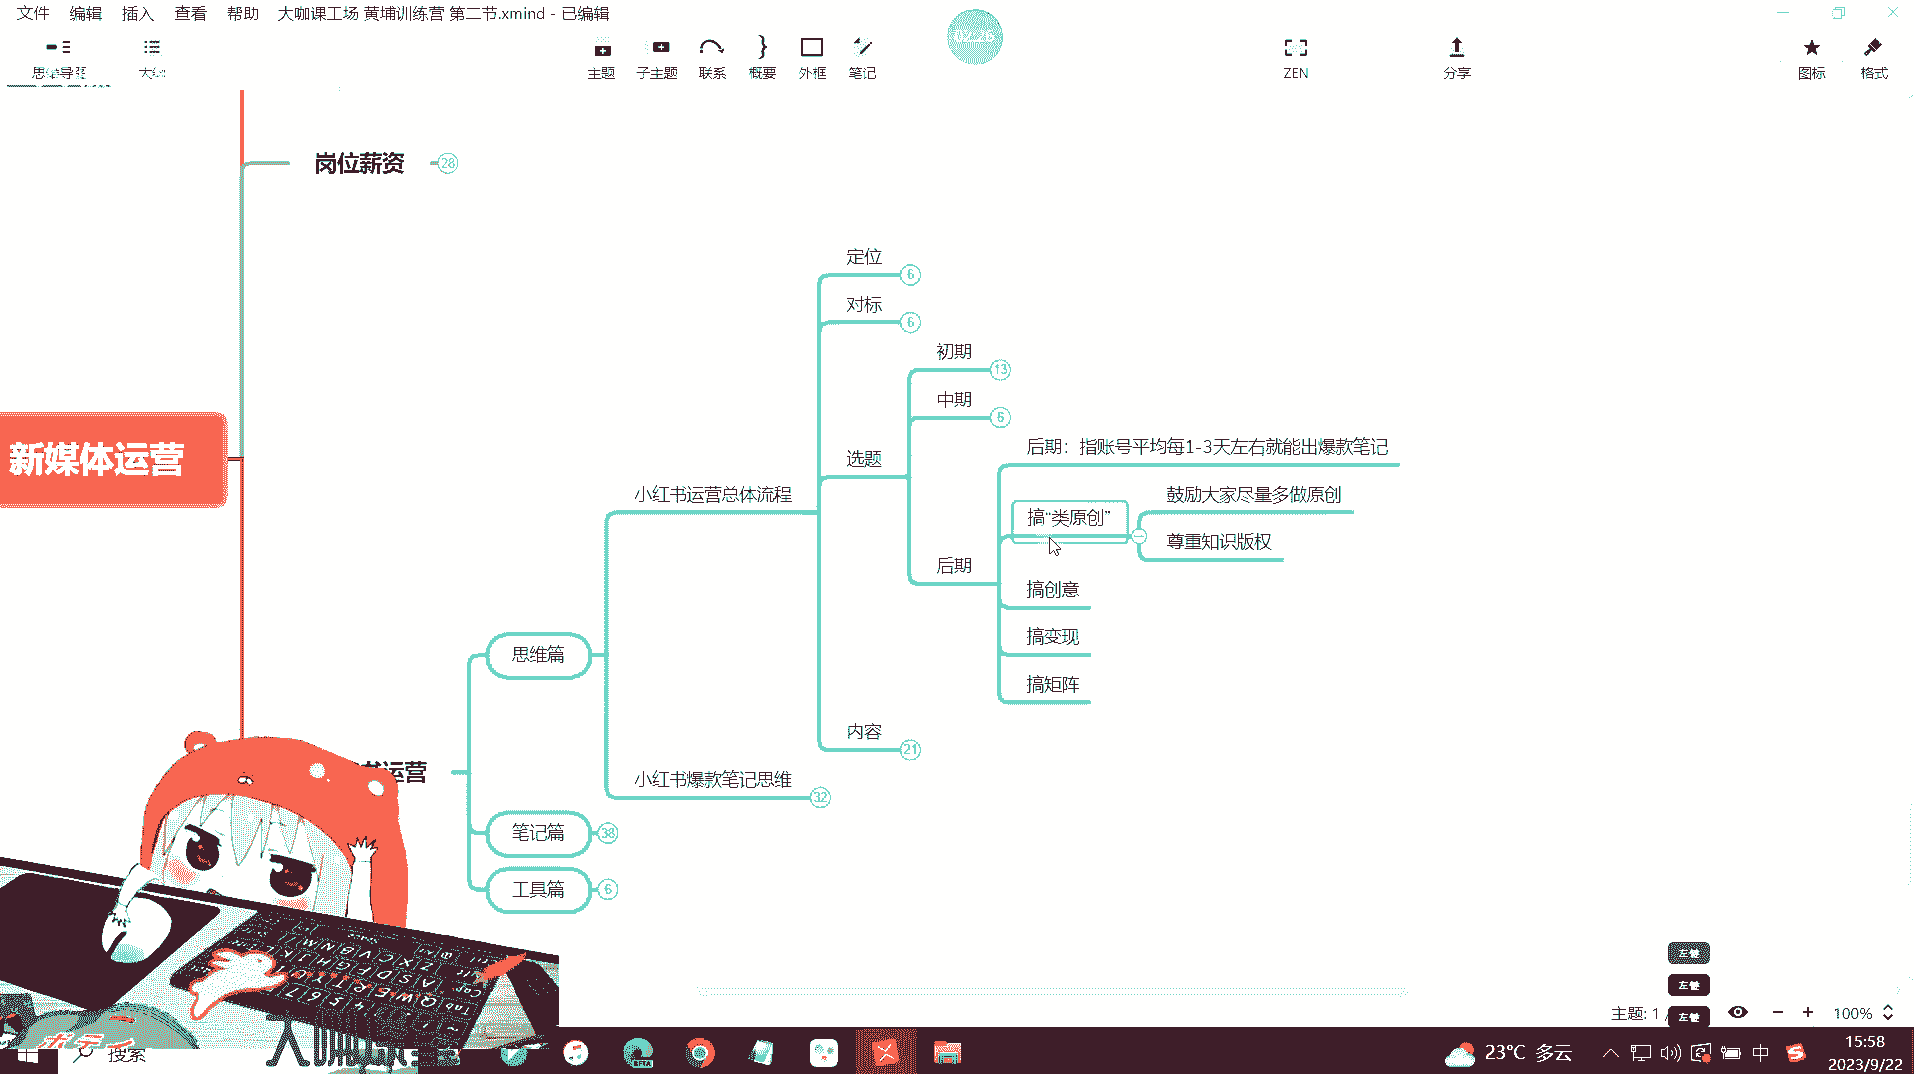 文件 编辑 插入 查看 帮助 大咖课工场 黄埔训练营 第二节.xmind - 已编辑
思维导图 大纲 主题 子主题 联系 概要 外框 笔记 ZEN 分享 图标 格式
岗位薪资 28
定位 6
对标 6
初期 13
中期 6
后期：指账号平均每1-3天左右就能出爆款笔记
新媒体运营
选题
小红书运营总体流程
鼓励大家尽量多做原创
搞“类原创”
尊重知识版权
后期
搞创意
搞变现
思维篇
搞矩阵
内容 21
运营
小红书爆款笔记思维 32
笔记篇 38
工具篇 6
左键
左键
主题: 1 / 左键 100%
搜索
23°C 多云
中
15:58
2023/9/22